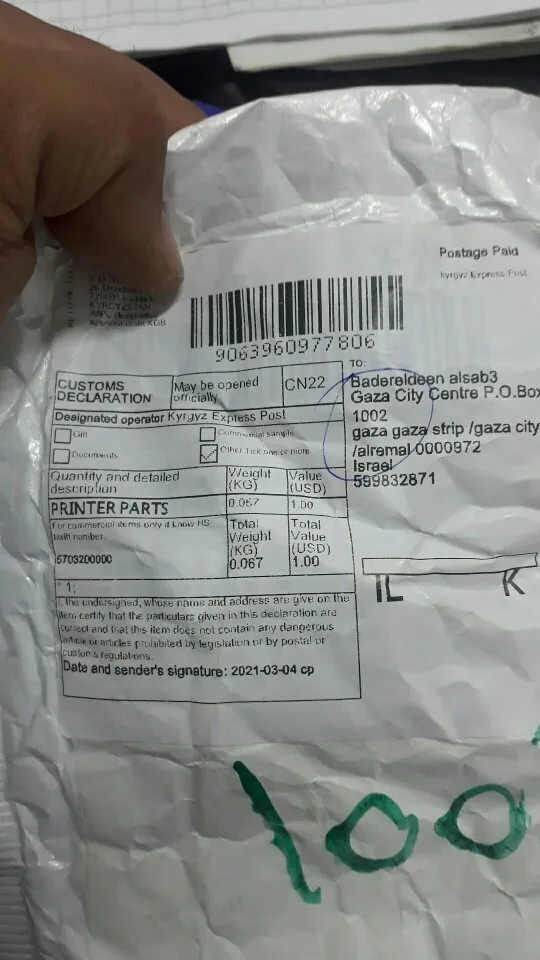 Postage Paid
kyrgyz Express Post
KYRGYZSTAN
9063960977806
CUSTOMS
DECLARATION
May be opened
officially
CN22
Designated operator Kyrgyz Express Post
Gift
Commercial sample
Documents
Other Tick one or more
Quantity and detailed
description
Weight
(KG)
Value
(USD)
PRINTER PARTS
0.067
1.00
For commercial items only if know HS
tariff number.
5703200000
Total
Weight
(KG)
0.067
Total
Value
(USD)
1.00
* 1;
I, the undersigned, whose name and address are give on the
item certify that the particulars given in this declaration are
correct and that this item does not contain any dangerous
article or articles prohibited by legislation or by postal or
customs regulations.
Date and sender's signature: 2021-03-04 cp
TO:
Badereldeen alsab3
Gaza City Centre P.O.Box
1002
gaza gaza strip /gaza city
/alremal 0000972
Israel
599832871
IL K
100